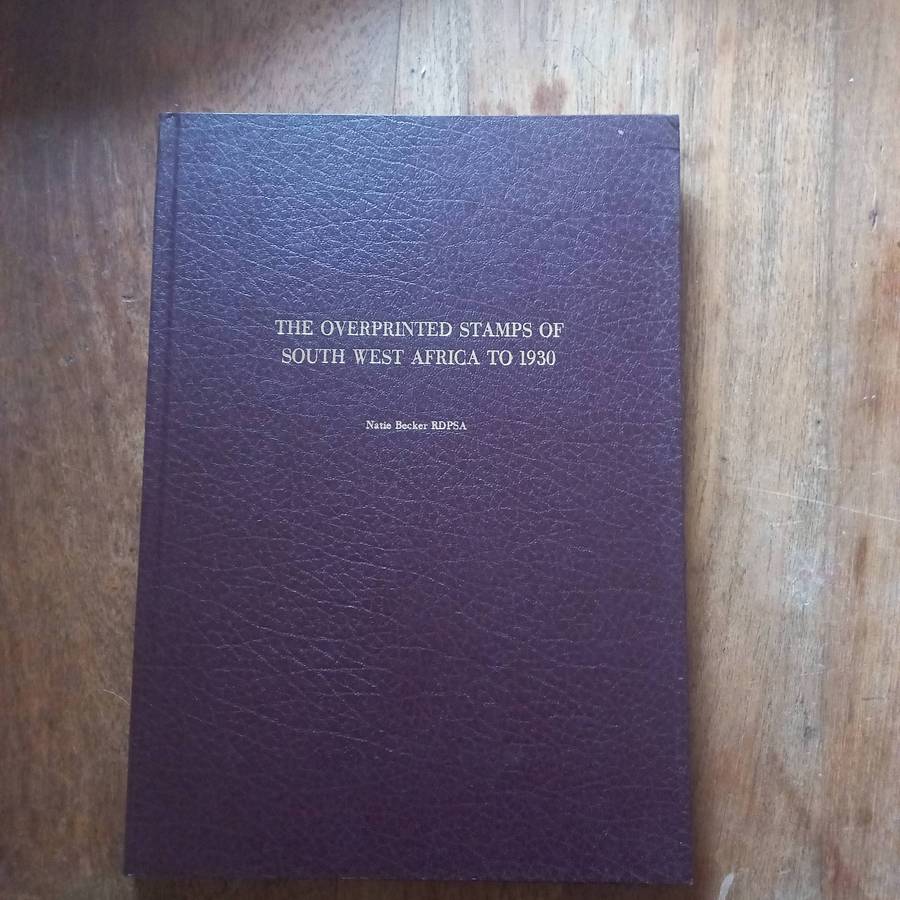 THE OVERPRINTED STAMPS OF
SOUTH WEST AFRICA TO 1930
Natie Becker RDPSA